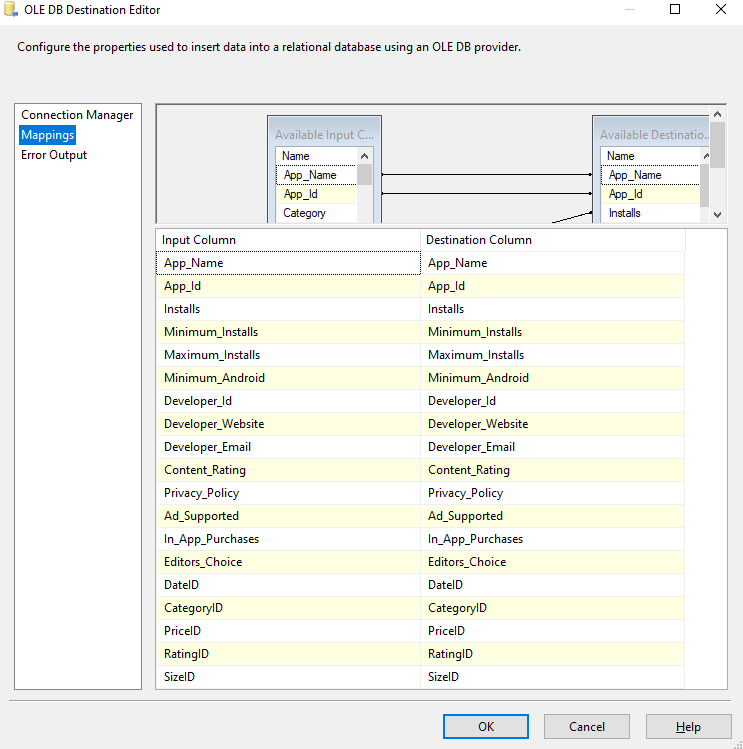 OLE DB Destination Editor
Configure the properties used to insert data into a relational database using an OLE DB provider.
Connection Manager
Mappings
Error Output
Available Input C...
Name
App_Name
App_Id
Category
Available Destinatio...
Name
App_Name
App_Id
Installs
Input Column Destination Column
App_Name App_Name
App_Id App_Id
Installs Installs
Minimum_Installs Minimum_Installs
Maximum_Installs Maximum_Installs
Minimum_Android Minimum_Android
Developer_Id Developer_Id
Developer_Website Developer_Website
Developer_Email Developer_Email
Content_Rating Content_Rating
Privacy_Policy Privacy_Policy
Ad_Supported Ad_Supported
In_App_Purchases In_App_Purchases
Editors_Choice Editors_Choice
DateID DateID
CategoryID CategoryID
PriceID PriceID
RatingID RatingID
SizeID SizeID
OK Cancel Help